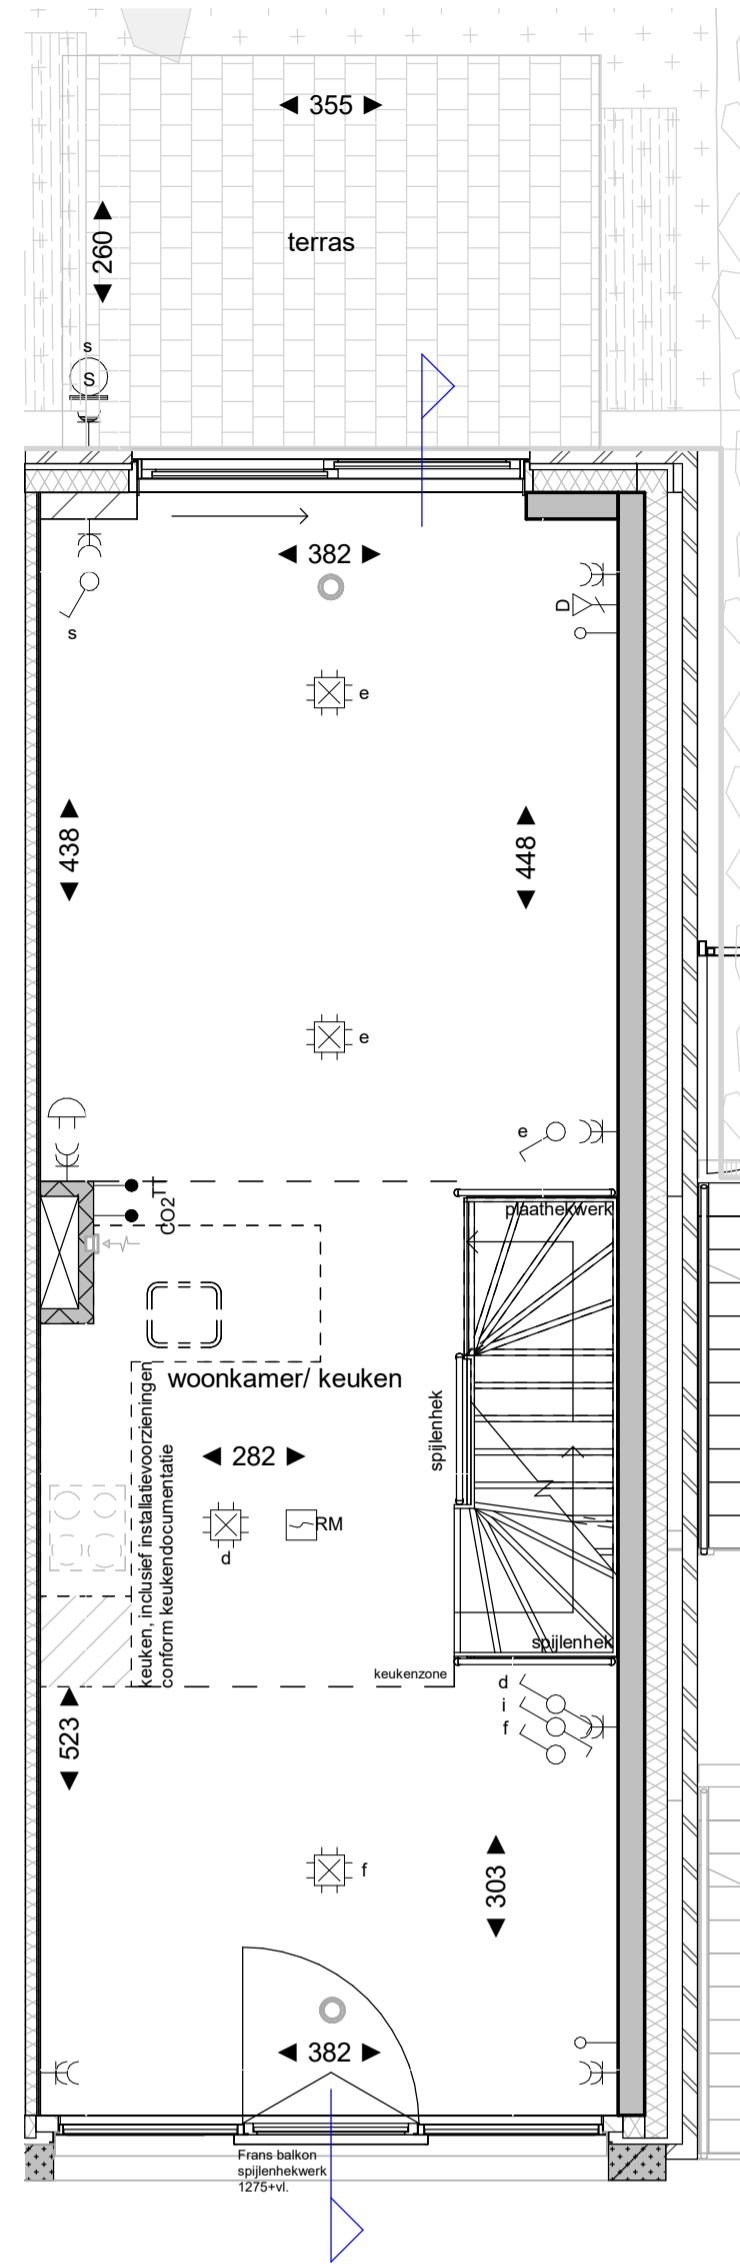 355
terras
260
s
S
382
s
D
e
438
448
e
e
TT
CO2
plaathekwerk
woonkamer/ keuken
spijlenhek
282
RM
d
keuken, inclusief installatievoorzieningen
conform keukendocumentatie
spijlenhek
keukenzone
d
i
f
523
f
303
382
Frans balkon
spijlenhekwerk
1275+vl.